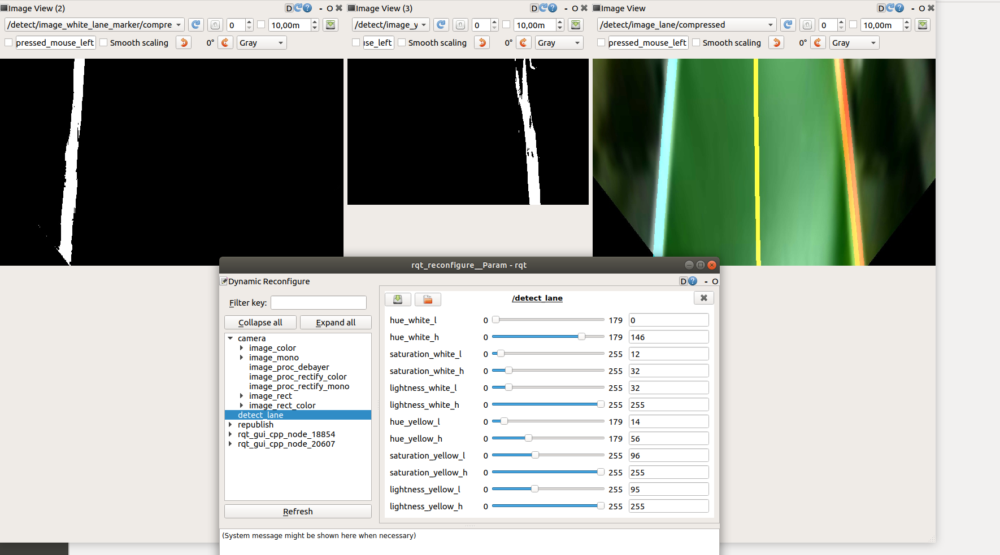 Image View (2)
D
- O
Image View (3)
D
- O
Image View
D
- O
/detect/image_white_lane_marker/compre
0
10,00m
/detect/image_y
0
10,00m
/detect/image_lane/compressed
0
10,00m
pressed_mouse_left
Smooth scaling
0°
Gray
ıse_left
Smooth scaling
0°
Gray
pressed_mouse_left
Smooth scaling
0°
Gray
rqt_reconfigure__Param - rqt
Dynamic Reconfigure
D
- O
Filter key:
Collapse all
Expand all
camera
image_color
image_mono
image_proc_debayer
image_proc_rectify_color
image_proc_rectify_mono
image_rect
image_rect_color
detect_lane
republish
rqt_gui_cpp_node_18854
rqt_gui_cpp_node_20607
Refresh
/detect_lane
hue_white_l 0 179 0
hue_white_h 0 179 146
saturation_white_l 0 255 12
saturation_white_h 0 255 32
lightness_white_l 0 255 32
lightness_white_h 0 255 255
hue_yellow_l 0 179 14
hue_yellow_h 0 179 56
saturation_yellow_l 0 255 96
saturation_yellow_h 0 255 255
lightness_yellow_l 0 255 95
lightness_yellow_h 0 255 255
(System message might be shown here when necessary)